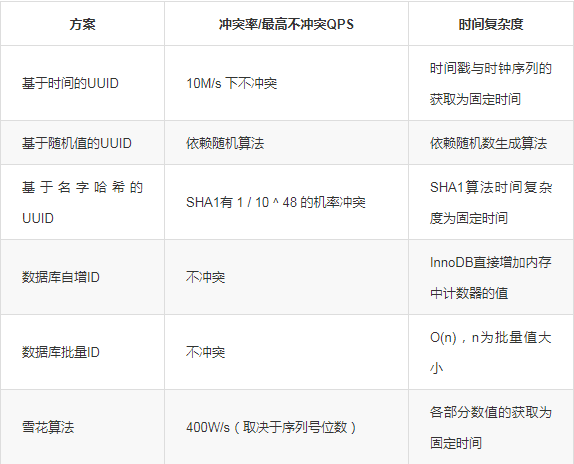 方案 冲突率/最高不冲突QPS 时间复杂度
基于时间的UUID 10M/s 下不冲突 时间戳与时钟序列的
获取为固定时间
基于随机值的UUID 依赖随机算法 依赖随机数生成算法
基于名字哈希的
UUID
SHA1有 1 / 10 ^ 48 的机率冲突
SHA1算法时间复杂
度为固定时间
数据库自增ID 不冲突 InnoDB直接增加内存
中计数器的值
数据库批量ID 不冲突 O(n)，n为批量值大
小
雪花算法 400W/s（取决于序列号位数） 各部分数值的获取为
固定时间